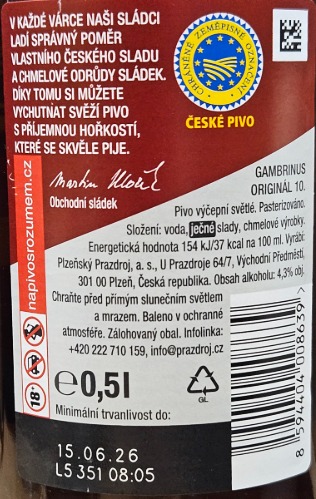 V KAŽDÉ VÁRCE NAŠI SLÁDCI
LADÍ SPRÁVNÝ POMĚR
VLASTNÍHO ČESKÉHO SLADU
A CHMELOVÉ ODRŮDY SLÁDEK.
DÍKY TOMU SI MŮŽETE
VYCHUTNAT SVĚŽÍ PIVO
S PŘÍJEMNOU HOŘKOSTÍ,
KTERÉ SE SKVĚLE PIJE.
Obchodní sládek
CHRÁNĚNÉ ZEMĚPISNÉ OZNAČENÍ
ČESKÉ PIVO
napivosrozumem.cz
18+
GAMBRINUS
ORIGINÁL 10.
Pivo výčepní světlé. Pasterizováno.
Složení: voda, ječné slady, chmelové výrobky.
Energetická hodnota 154 kJ/37 kcal na 100 ml. Vyrábí:
Plzeňský Prazdroj, a. s., U Prazdroje 64/7, Východní Předměstí,
301 00 Plzeň, Česká republika. Obsah alkoholu: 4,3% obj.
Chraňte před přímým slunečním světlem
a mrazem. Baleno v ochranné
atmosféře. Zálohovaný obal. Infolinka:
+420 222 710 159, info@prazdroj.cz
℮0,5l
GL
Minimální trvanlivost do:
15.06.26
L5 351 08:05
8 594404 008639